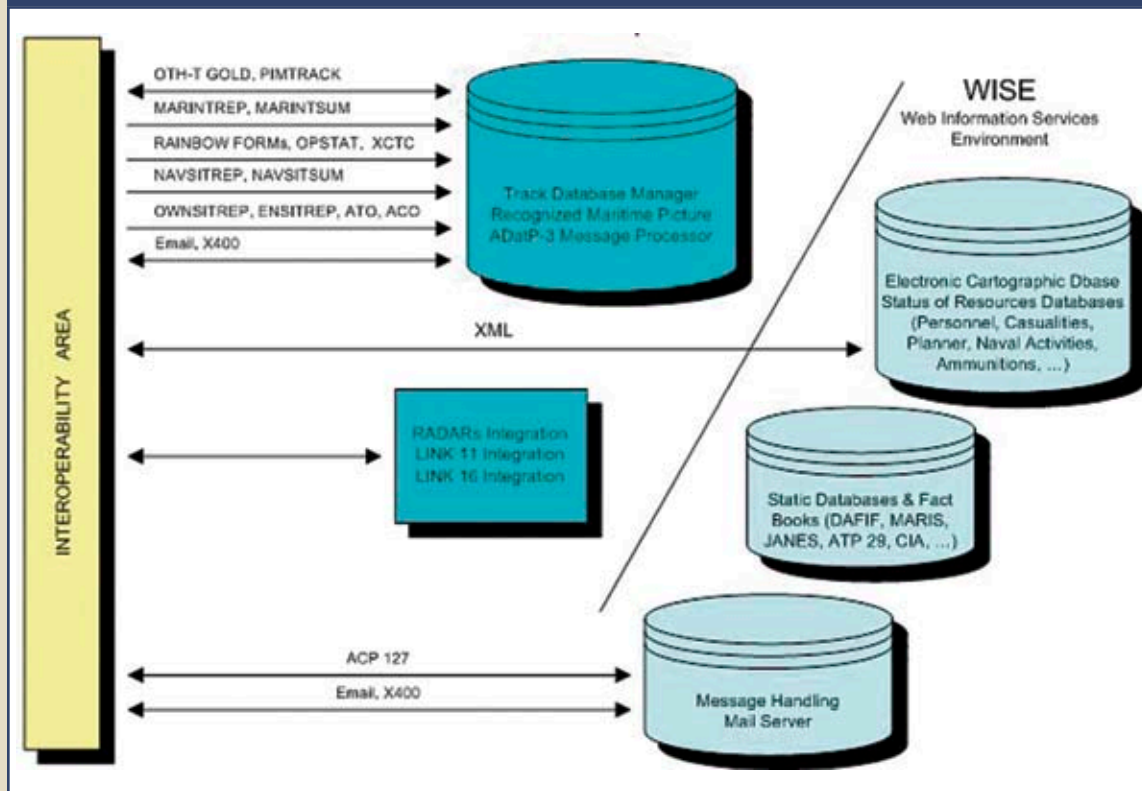 OTH-T GOLD, PIMTRACK
MARINTREP, MARINTSUM
RAINBOW FORMs, OPSTAT, XCTC
NAVSITREP, NAVSITSUM
OWNSITREP, ENSITREP, ATO, ACO
Email, X400
Track Database Manager
Recognized Maritime Picture
ADatP-3 Message Processor
WISE
Web Information Services
Environment
Electronic Cartographic Dbase
Status of Resources Databases
(Personnel, Casualities,
Planner, Naval Activities,
Ammunitions, ...)
XML
INTEROPERABILITY AREA
RADARs Integration
LINK 11 Integration
LINK 16 Integration
Static Databases & Fact
Books (DAFIF, MARIS,
JANES, ATP 29, CIA, ...)
ACP 127
Email, X400
Message Handling
Mail Server